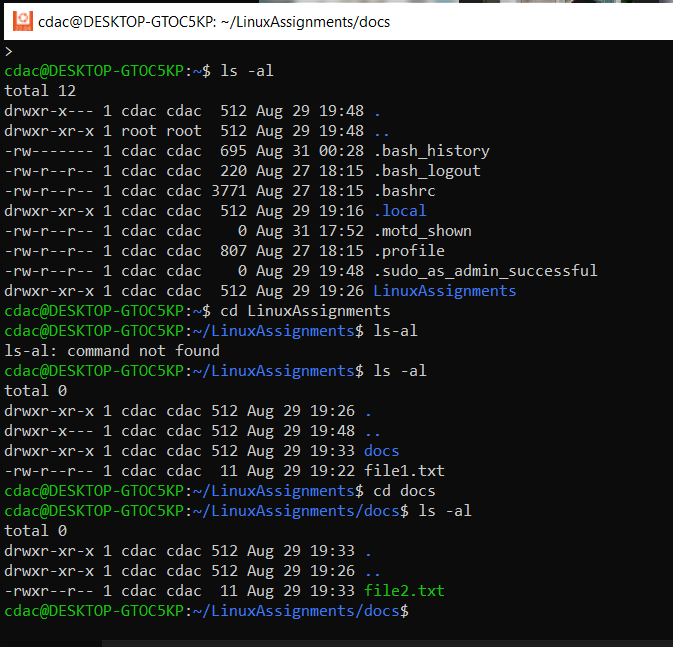 cdac@DESKTOP-GTOC5KP: ~/LinuxAssignments/docs
>
cdac@DESKTOP-GTOC5KP:~$ ls -al
total 12
drwxr-x--- 1 cdac cdac  512 Aug 29 19:48 .
drwxr-xr-x 1 root root  512 Aug 29 19:48 ..
-rw------- 1 cdac cdac  695 Aug 31 00:28 .bash_history
-rw-r--r-- 1 cdac cdac  220 Aug 27 18:15 .bash_logout
-rw-r--r-- 1 cdac cdac 3771 Aug 27 18:15 .bashrc
drwxr-xr-x 1 cdac cdac  512 Aug 29 19:16 .local
-rw-r--r-- 1 cdac cdac    0 Aug 31 17:52 .motd_shown
-rw-r--r-- 1 cdac cdac  807 Aug 27 18:15 .profile
-rw-r--r-- 1 cdac cdac    0 Aug 29 19:48 .sudo_as_admin_successful
drwxr-xr-x 1 cdac cdac  512 Aug 29 19:26 LinuxAssignments
cdac@DESKTOP-GTOC5KP:~$ cd LinuxAssignments
cdac@DESKTOP-GTOC5KP:~/LinuxAssignments$ ls-al
ls-al: command not found
cdac@DESKTOP-GTOC5KP:~/LinuxAssignments$ ls -al
total 0
drwxr-xr-x 1 cdac cdac 512 Aug 29 19:26 .
drwxr-x--- 1 cdac cdac 512 Aug 29 19:48 ..
drwxr-xr-x 1 cdac cdac 512 Aug 29 19:33 docs
-rw-r--r-- 1 cdac cdac  11 Aug 29 19:22 file1.txt
cdac@DESKTOP-GTOC5KP:~/LinuxAssignments$ cd docs
cdac@DESKTOP-GTOC5KP:~/LinuxAssignments/docs$ ls -al
total 0
drwxr-xr-x 1 cdac cdac 512 Aug 29 19:33 .
drwxr-xr-x 1 cdac cdac 512 Aug 29 19:26 ..
-rwxr--r-- 1 cdac cdac  11 Aug 29 19:33 file2.txt
cdac@DESKTOP-GTOC5KP:~/LinuxAssignments/docs$